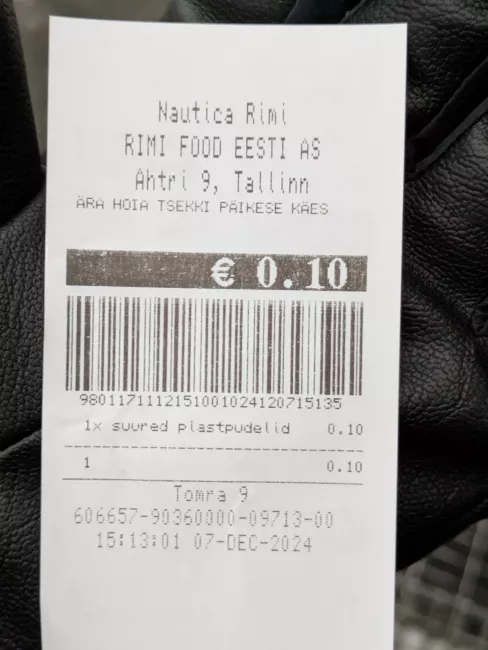 Nautica Rimi
RIMI FOOD EESTI AS
Ahtri 9, Tallinn
ÄRA HOIA TSEKKI PÄIKESE KÄES
€ 0.10
9801171112151001024120715135
1x suured plastpudelid 0.10
1 0.10
Tomra 9
606657-90360000-09713-00
15:13:01 07-DEC-2024